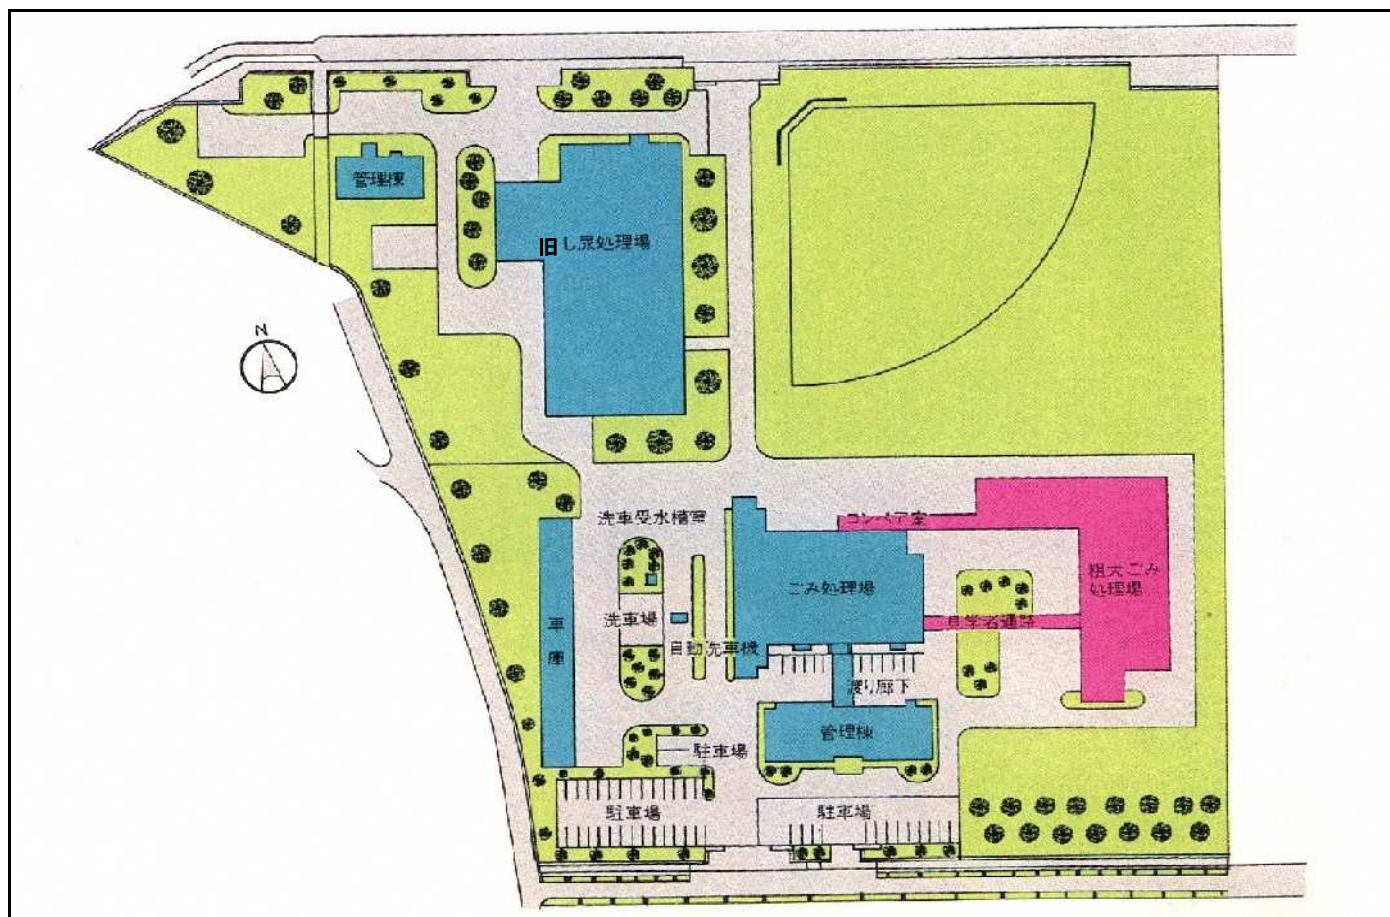 管理棟
旧し尿処理場
N
洗車受水槽室
コンベア室
ごみ処理場
粗大ごみ
処理場
洗車場
見学者通路
車
庫
自動洗車機
渡り廊下
管理棟
駐車場
駐車場
駐車場